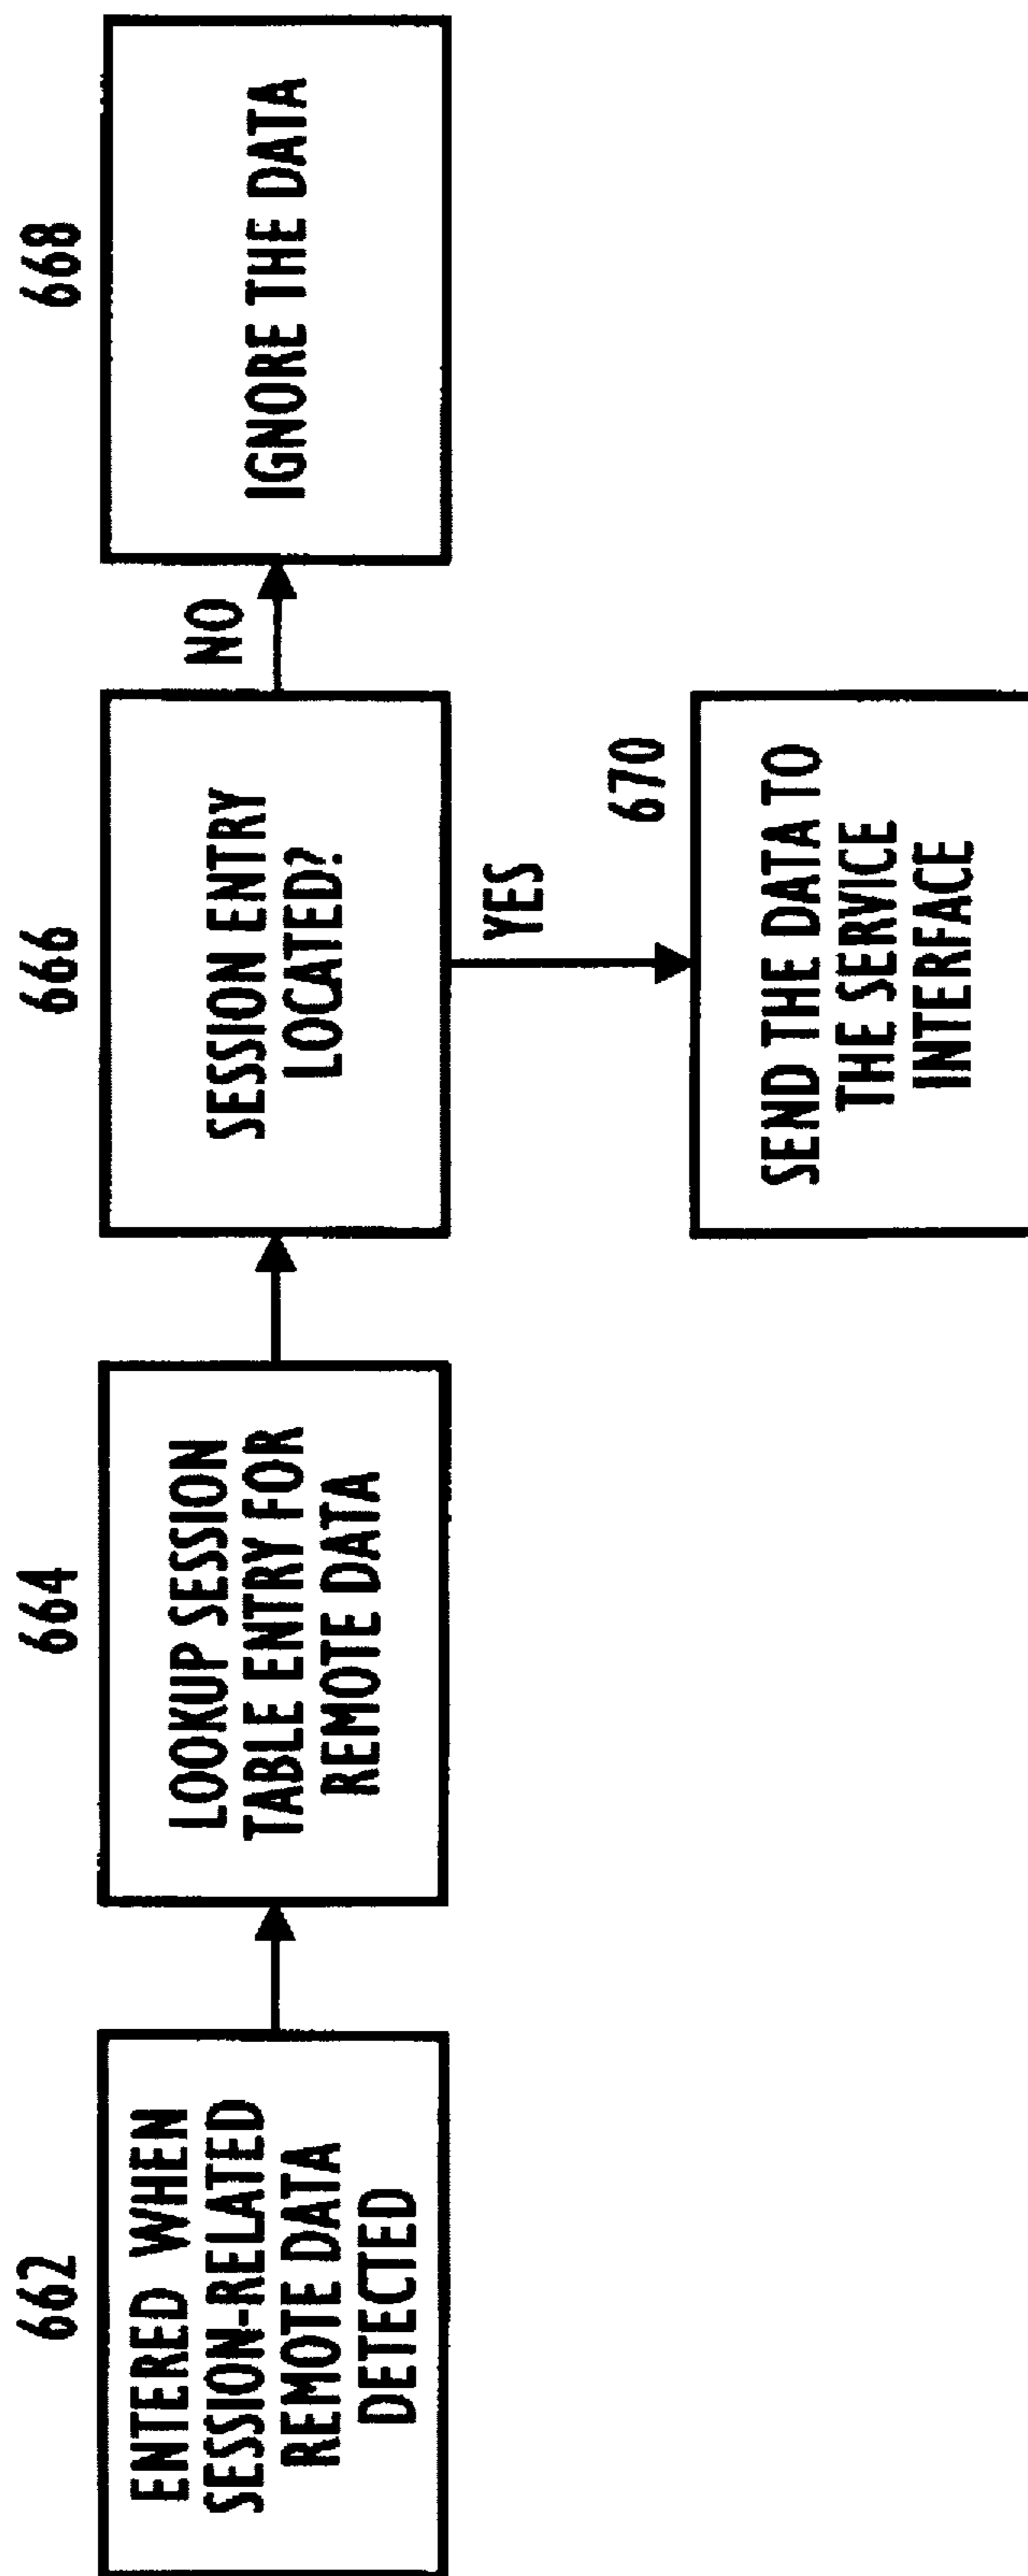 662
ENTERED WHEN
SESSION-RELATED
REMOTE DATA
DETECTED
664
LOOKUP SESSION
TABLE ENTRY FOR
REMOTE DATA
666
SESSION ENTRY
LOCATED?
NO
668
IGNORE THE DATA
YES
670
SEND THE DATA TO
THE SERVICE
INTERFACE